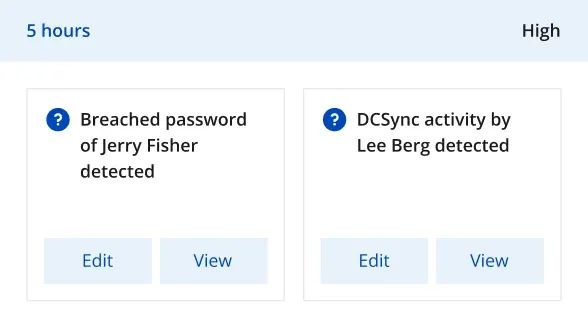 5 hours
High
? Breached password
of Jerry Fisher
detected
Edit
View
? DCSync activity by
Lee Berg detected
Edit
View